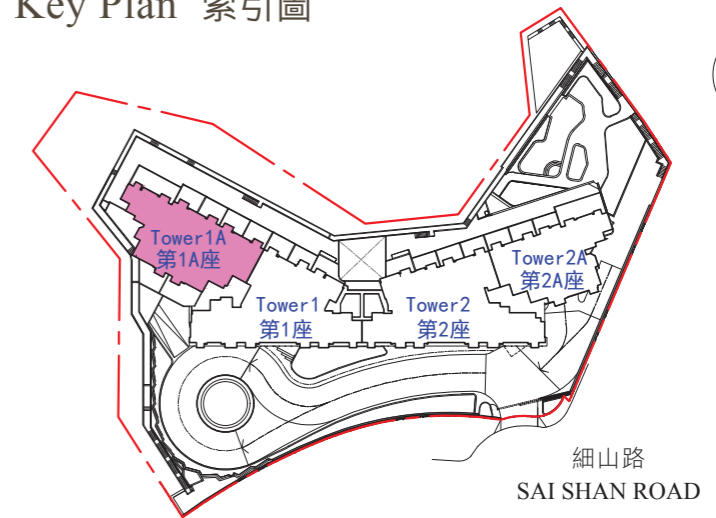 Key Plan 索引圖
Tower1A
第1A座
Tower2A
第2A座
Tower1
第1座
Tower2
第2座
細山路
SAI SHAN ROAD